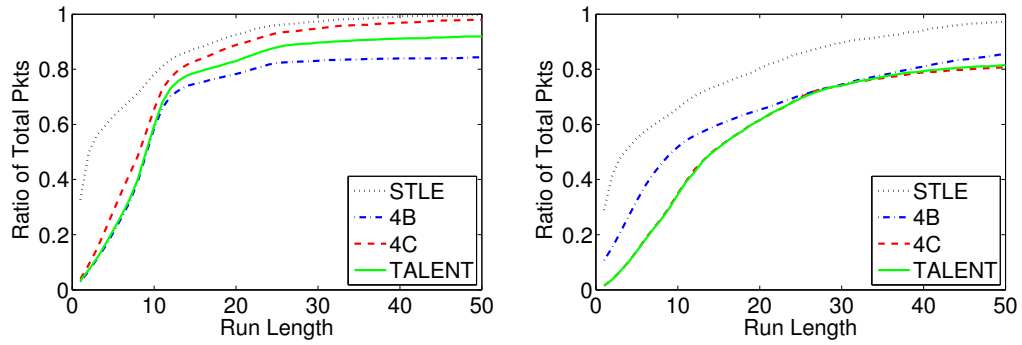 Ratio of Total Pkts
1
0.8
0.6
0.4
0.2
0
0 10 20 30 40 50
Run Length
STLE
4B
4C
TALENT
Ratio of Total Pkts
1
0.8
0.6
0.4
0.2
0
0 10 20 30 40 50
Run Length
STLE
4B
4C
TALENT